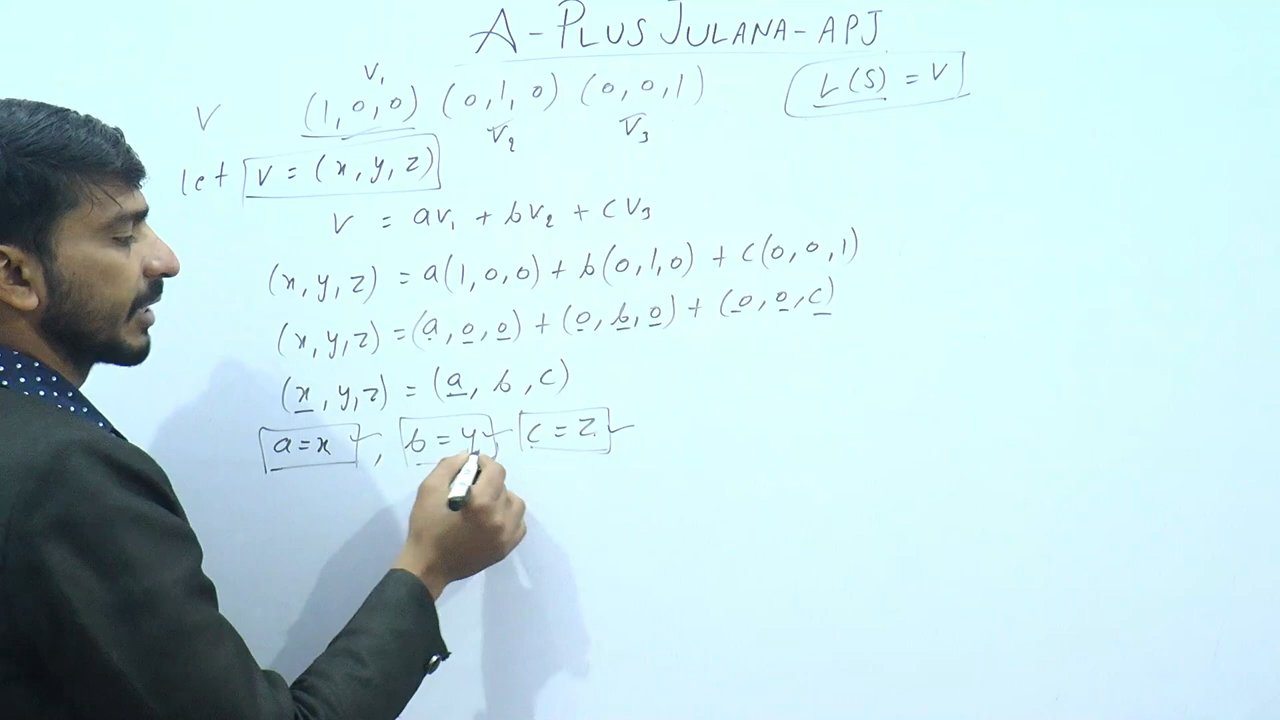 A-PLUS JULANA-APJ
V₁
V (1,0,0) (0,1,0) (0,0,1) L(S) = V
V₂ V₃
let V = (x, y, z)
V = aV₁ + bV₂ + cV₃
(x, y, z) = a(1, 0, 0) + b(0,1,0) + c(0,0,1)
(x, y, z) = (a, 0, 0) + (0, b, 0) + (0, 0, c)
(x, y, z) = (a, b, c)
a=x , b = y , c = z